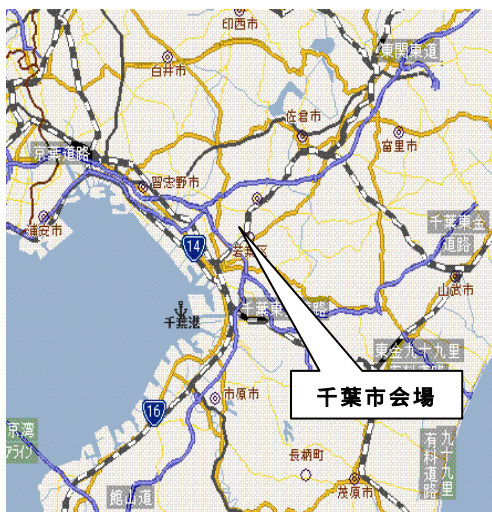 印西市
東関東道
白井市
佐倉市
富里市
京葉道路
習志野市
浦安市
千葉東金
道路
14
山武市
千葉港
東金九十九里
千葉市会場
16
市原市
長柄町
茂原市
館山道
九十九里
有料道路